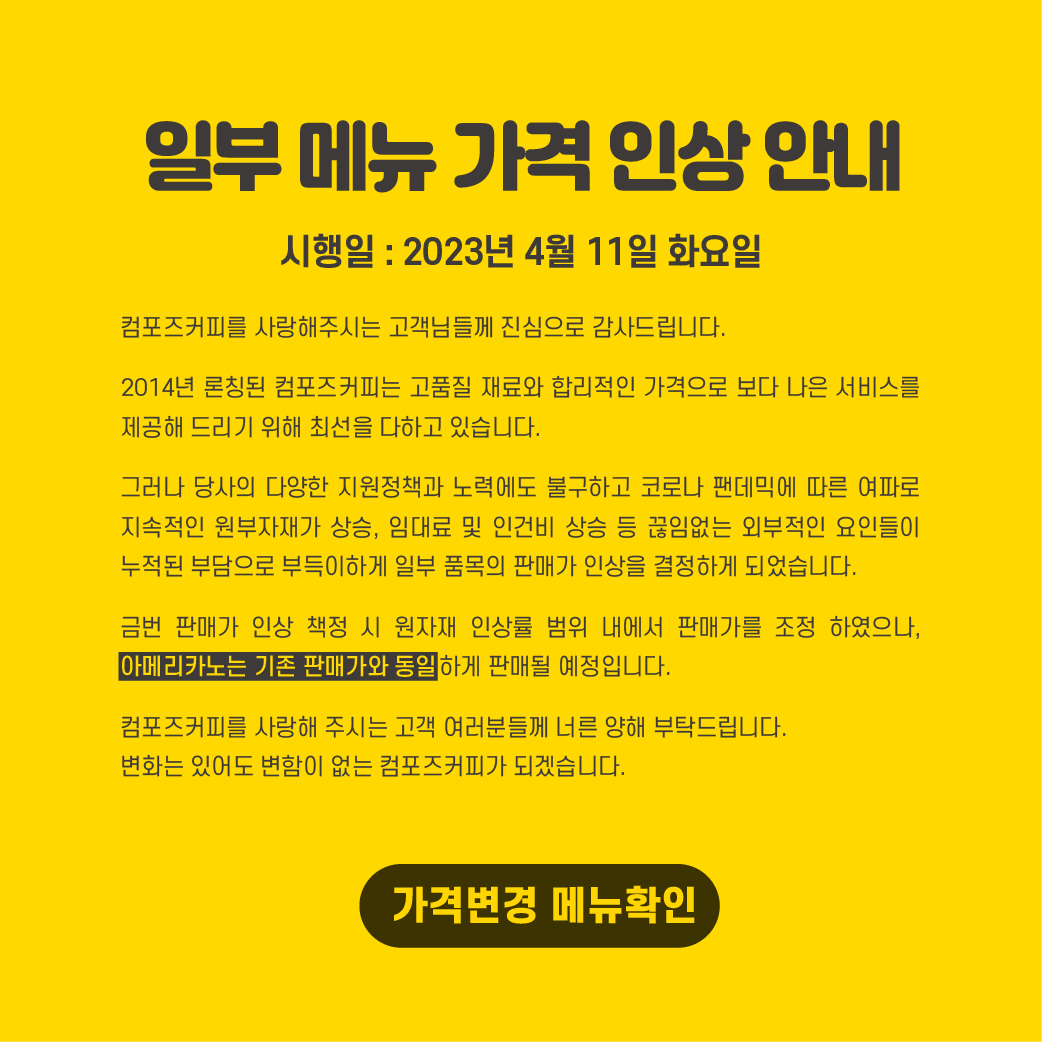 일부 메뉴 가격 인상 안내
시행일 : 2023년 4월 11일 화요일
컴포즈커피를 사랑해주시는 고객님들께 진심으로 감사드립니다.
2014년 론칭된 컴포즈커피는 고품질 재료와 합리적인 가격으로 보다 나은 서비스를
제공해 드리기 위해 최선을 다하고 있습니다.
그러나 당사의 다양한 지원정책과 노력에도 불구하고 코로나 팬데믹에 따른 여파로
지속적인 원부자재가 상승, 임대료 및 인건비 상승 등 끊임없는 외부적인 요인들이
누적된 부담으로 부득이하게 일부 품목의 판매가 인상을 결정하게 되었습니다.
금번 판매가 인상 책정 시 원자재 인상률 범위 내에서 판매가를 조정 하였으나,
아메리카노는 기존 판매가와 동일하게 판매될 예정입니다.
컴포즈커피를 사랑해 주시는 고객 여러분들께 너른 양해 부탁드립니다.
변화는 있어도 변함이 없는 컴포즈커피가 되겠습니다.
가격변경 메뉴확인